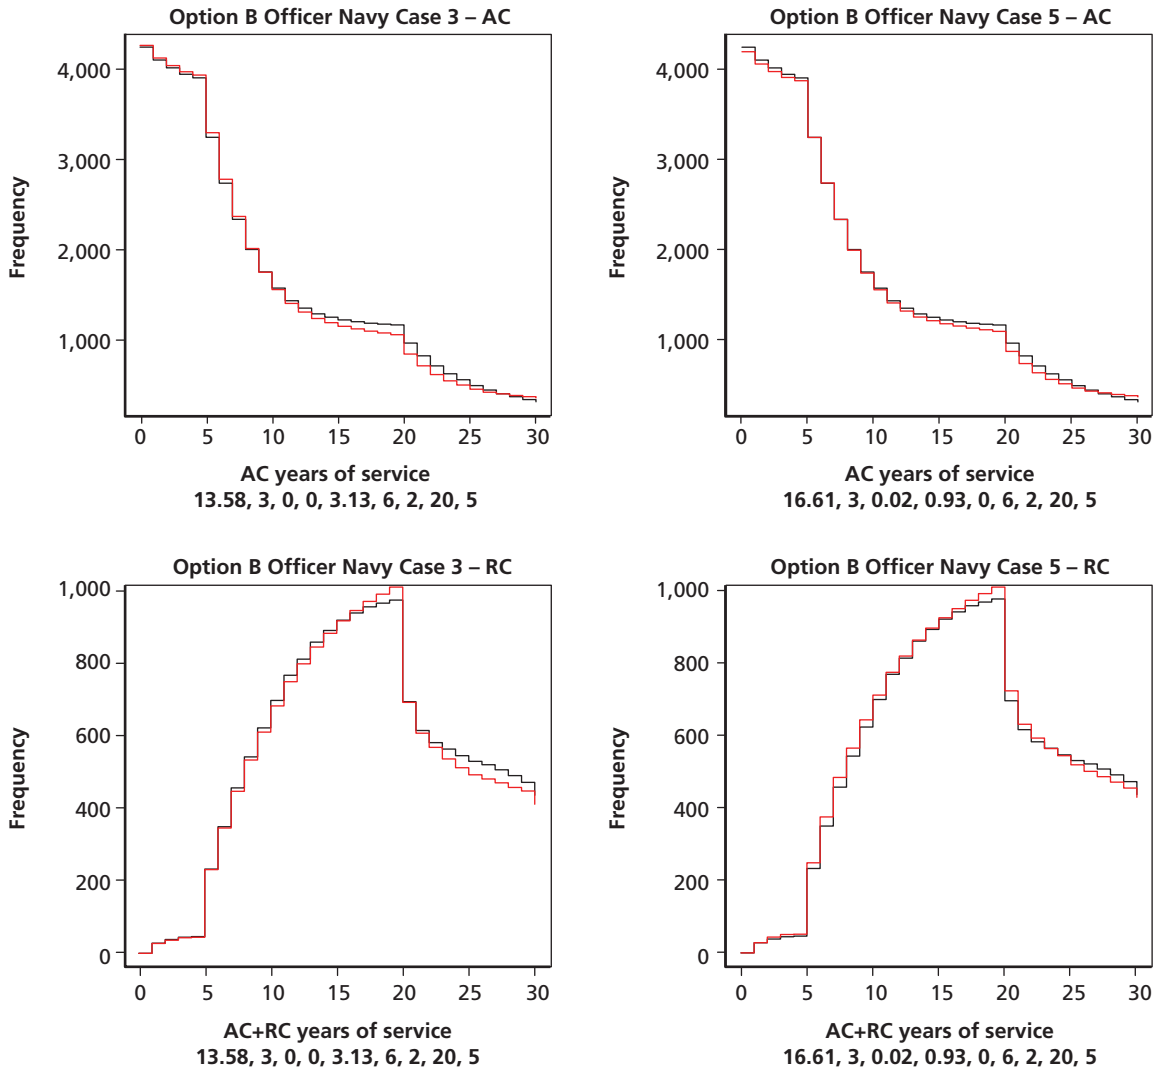 Option B Officer Navy Case 3 – AC
Frequency
4,000
3,000
2,000
1,000
0 5 10 15 20 25 30
AC years of service
13.58, 3, 0, 0, 3.13, 6, 2, 20, 5
Option B Officer Navy Case 5 – AC
Frequency
4,000
3,000
2,000
1,000
0 5 10 15 20 25 30
AC years of service
16.61, 3, 0.02, 0.93, 0, 6, 2, 20, 5
Option B Officer Navy Case 3 – RC
Frequency
1,000
800
600
400
200
0
0 5 10 15 20 25 30
AC+RC years of service
13.58, 3, 0, 0, 3.13, 6, 2, 20, 5
Option B Officer Navy Case 5 – RC
Frequency
1,000
800
600
400
200
0
0 5 10 15 20 25 30
AC+RC years of service
16.61, 3, 0.02, 0.93, 0, 6, 2, 20, 5